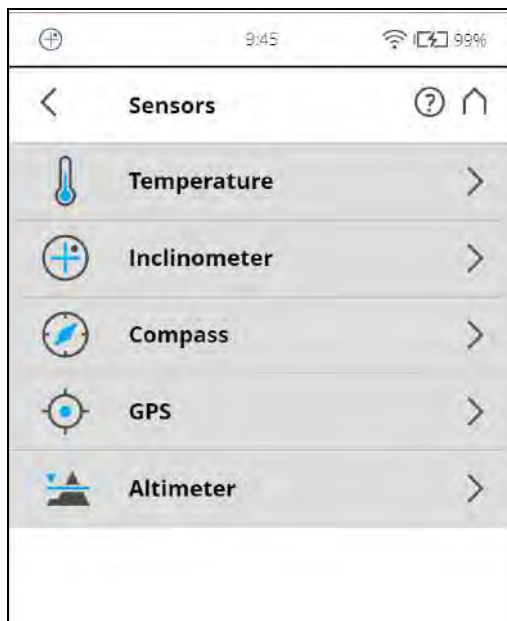 9:45 99%
Sensors
Temperature
Inclinometer
Compass
GPS
Altimeter